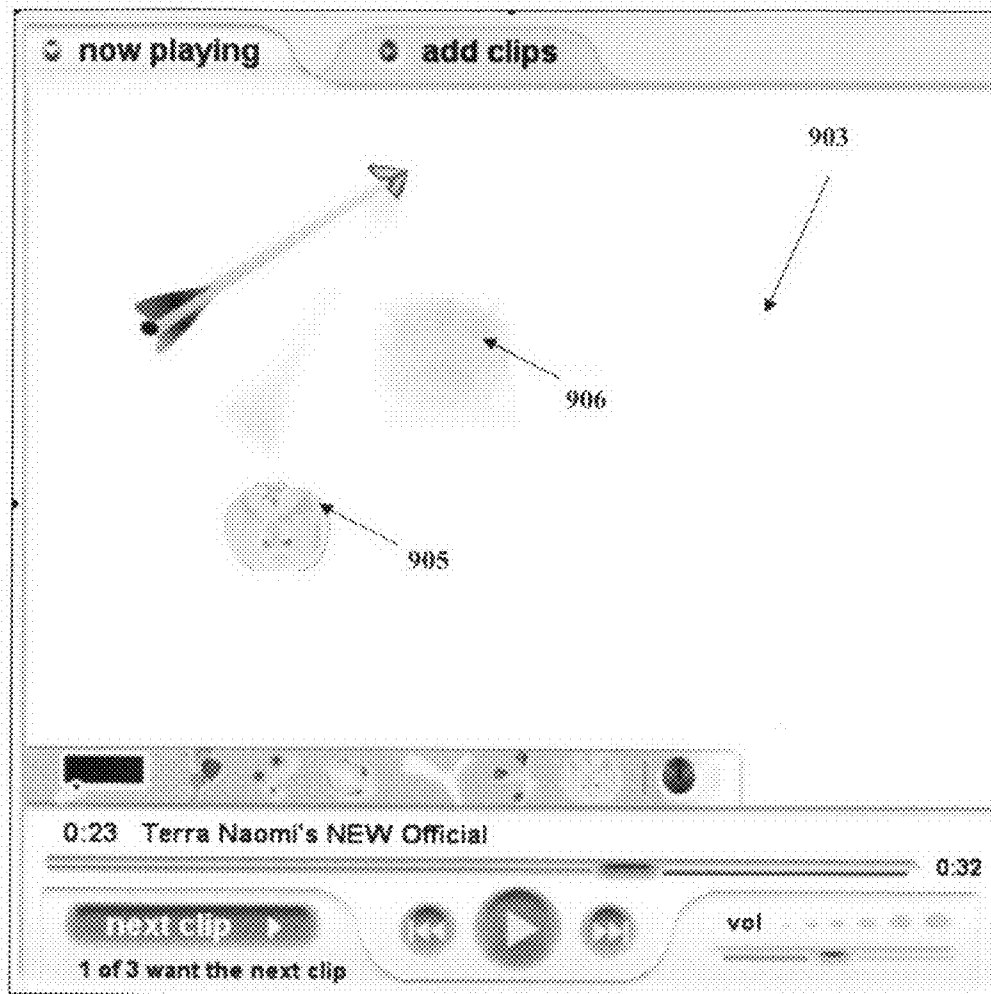 now playing
add clips
903
906
905
0:23 Terra Naomi's NEW Official
0:32
next clip
vol
1 of 3 want the next clip